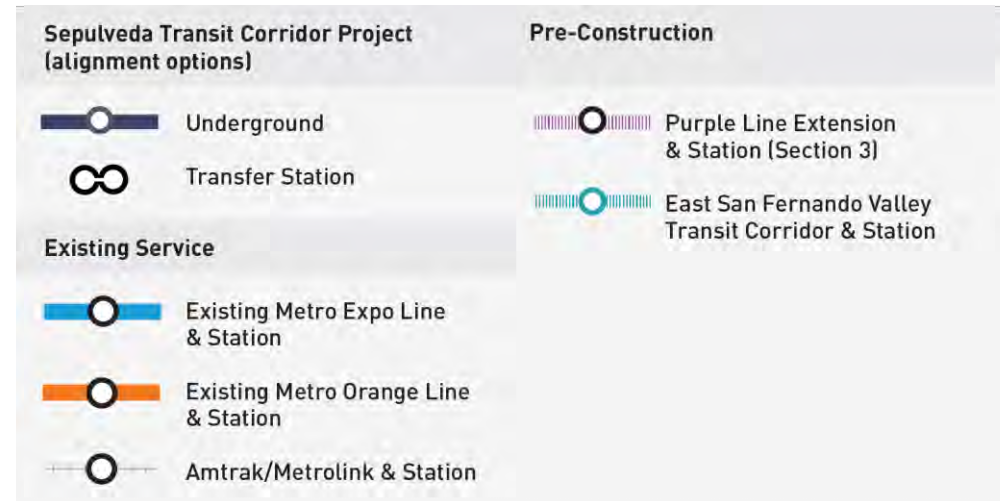 Sepulveda Transit Corridor Project
(alignment options)
Underground
Transfer Station
Existing Service
Existing Metro Expo Line
& Station
Existing Metro Orange Line
& Station
Amtrak/Metrolink & Station
Pre-Construction
Purple Line Extension
& Station (Section 3)
East San Fernando Valley
Transit Corridor & Station